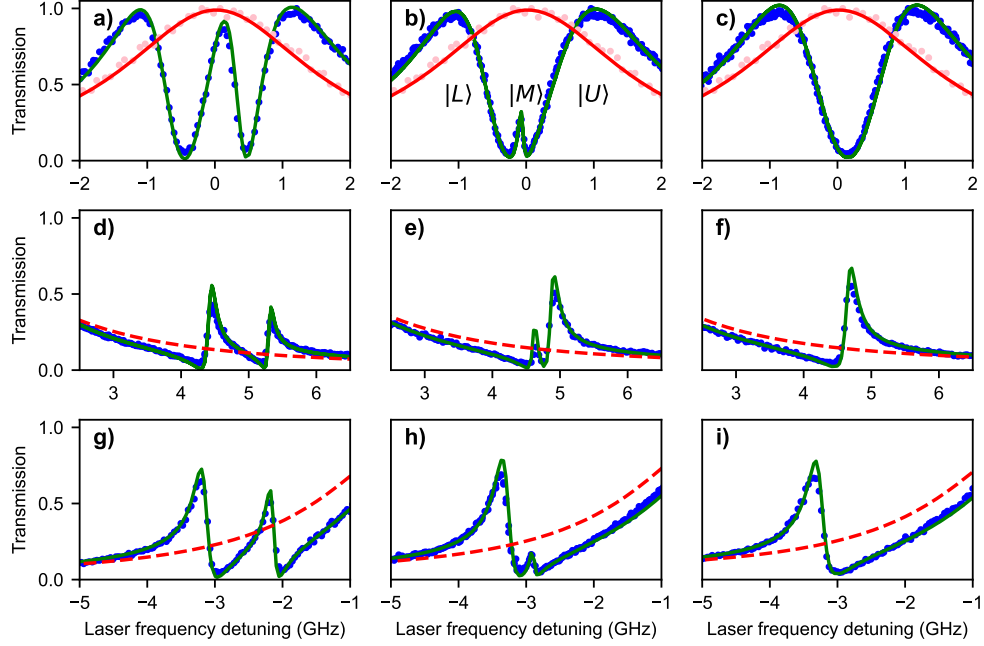 a) b) c)
|L⟩ |M⟩ |U⟩
Transmission
1.0
0.5
0.0
−2 −1 0 1 2 −2 −1 0 1 2 −2 −1 0 1 2
d) e) f)
Transmission
1.0
0.5
0.0
3 4 5 6 3 4 5 6 3 4 5 6
g) h) i)
Transmission
1.0
0.5
0.0
−5 −4 −3 −2 −1 −5 −4 −3 −2 −1 −5 −4 −3 −2 −1
Laser frequency detuning (GHz) Laser frequency detuning (GHz) Laser frequency detuning (GHz)